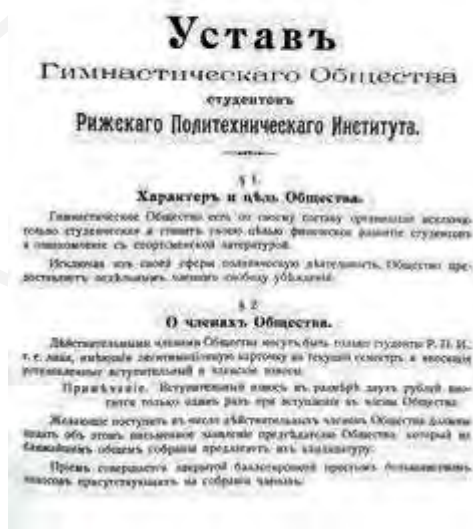 Уставъ
Гимнастическаго Общества
студентовъ
Рижскаго Политехническаго Института.
§ 1.
Характеръ и цѣль Общества.
Гимнастическое Общество есть по своему составу организація исключи-
только студенческая и ставитъ своею цѣлью физическое развитіе студентовъ
и ознакомленіе съ спортсменской литературой.
Исключая изъ своей сферы политическую дѣятельность, Общество пре-
доставляетъ отдѣльнымъ членамъ свободу убѣжденій.
§ 2
О членахъ Общества.
Дѣйствительными членами Общества могутъ быть только студенты Р. П. И.,
т. е. лица, имѣющія легитимаціонную карточку на текущій семестръ и вносящія
установленные вступительный и членскіе взносы.
Примѣчаніе. Вступительный взносъ въ размѣрѣ двухъ рублей вно-
сится только одинъ разъ при вступленіи въ члены Общества.
Желающіе поступить въ число дѣйствительныхъ членовъ Общества должны
подать объ этомъ письменное заявленіе предсѣдателю Общества, который въ
ближайшемъ общемъ собраніи предлагаетъ ихъ кандидатуру.
Пріемъ совершается закрытой баллотировкой простымъ большинствомъ
голосовъ присутствующихъ на собраніи членовъ.